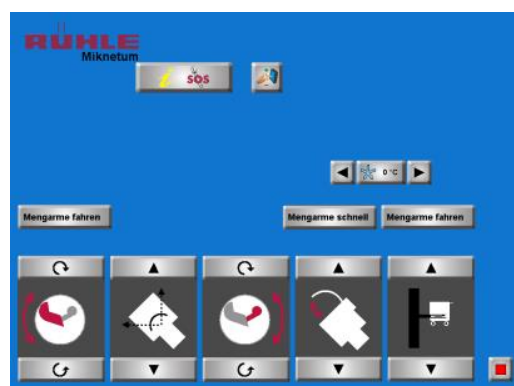 RÜHLE
Miknetum
i sos
0 °C
Mengarme fahren
Mengarme schnell
Mengarme fahren